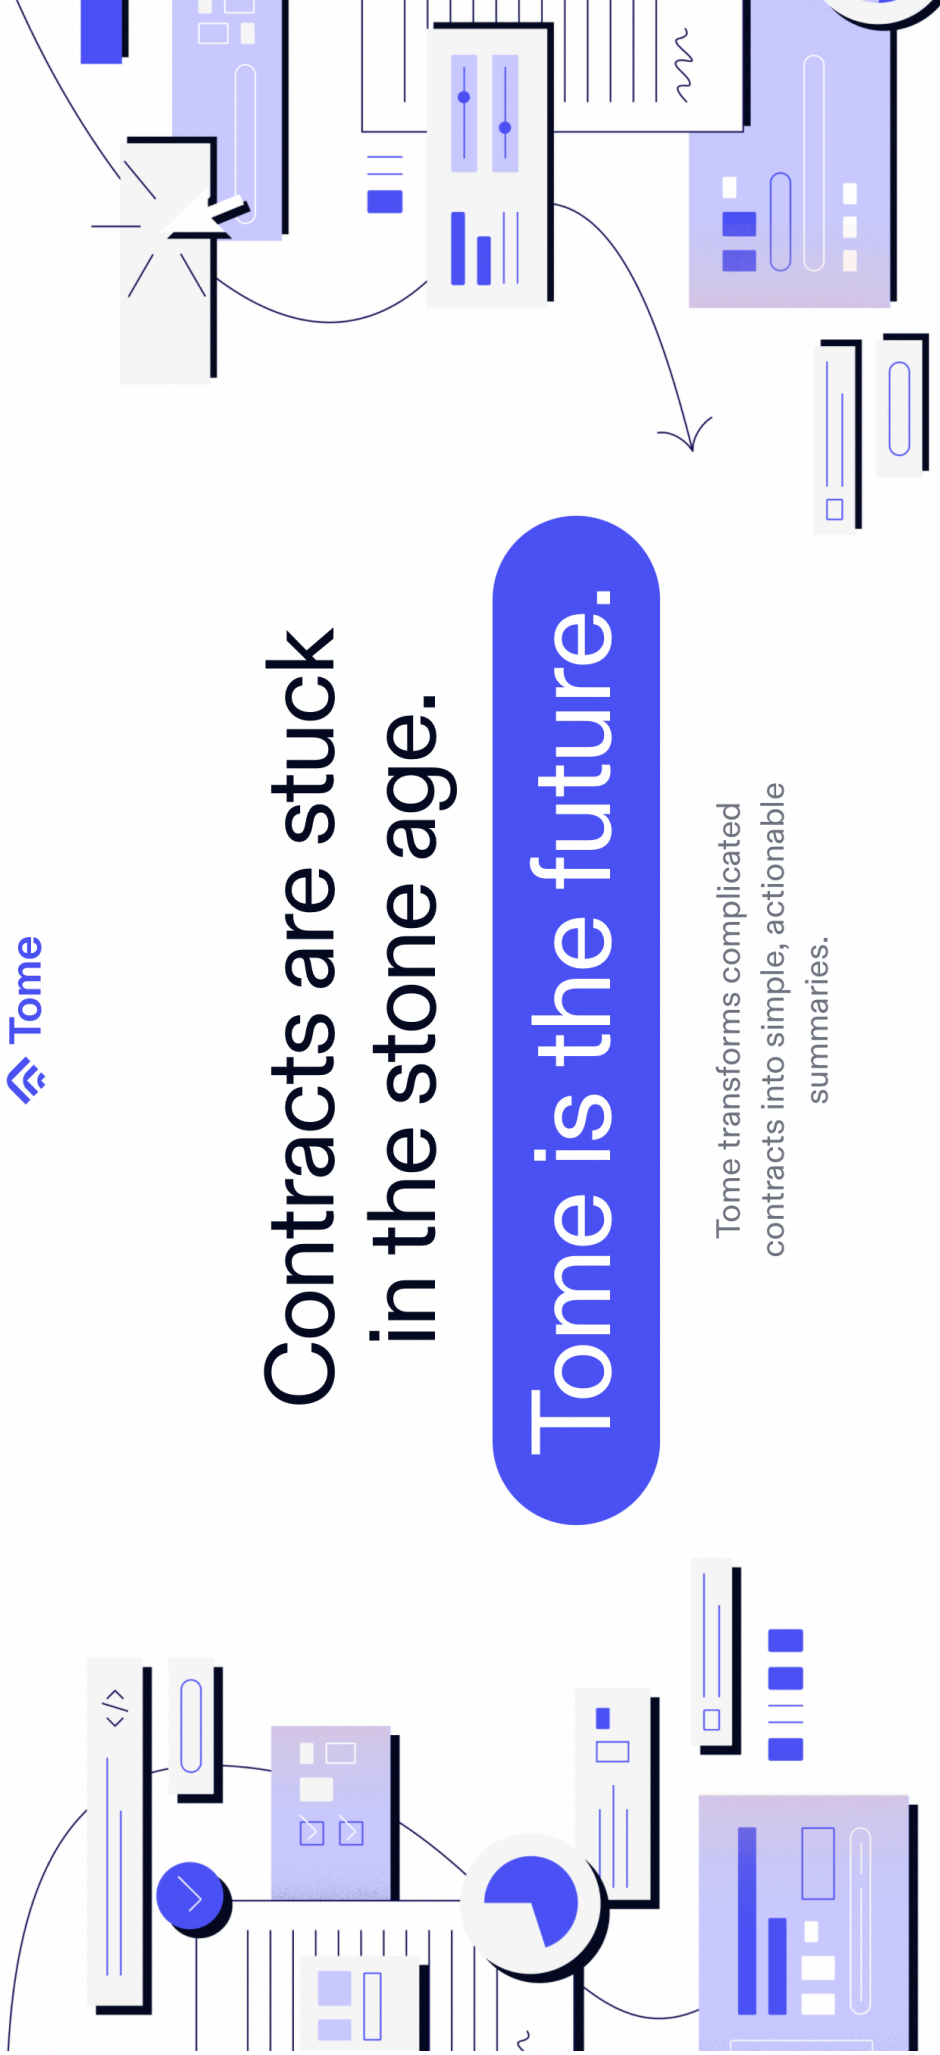 Tome
Contracts are stuck
in the stone age.
Tome is the future.
Tome transforms complicated
contracts into simple, actionable
summaries.
</>